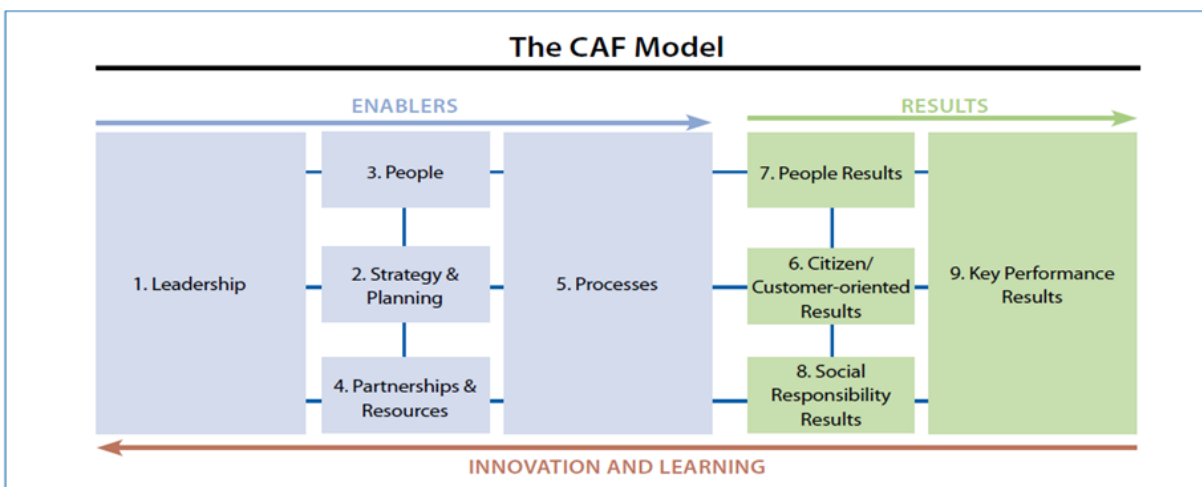 The CAF Model
ENABLERS
RESULTS
1. Leadership
3. People
2. Strategy &
Planning
4. Partnerships &
Resources
5. Processes
7. People Results
6. Citizen/
Customer-oriented
Results
8. Social
Responsibility
Results
9. Key Performance
Results
INNOVATION AND LEARNING